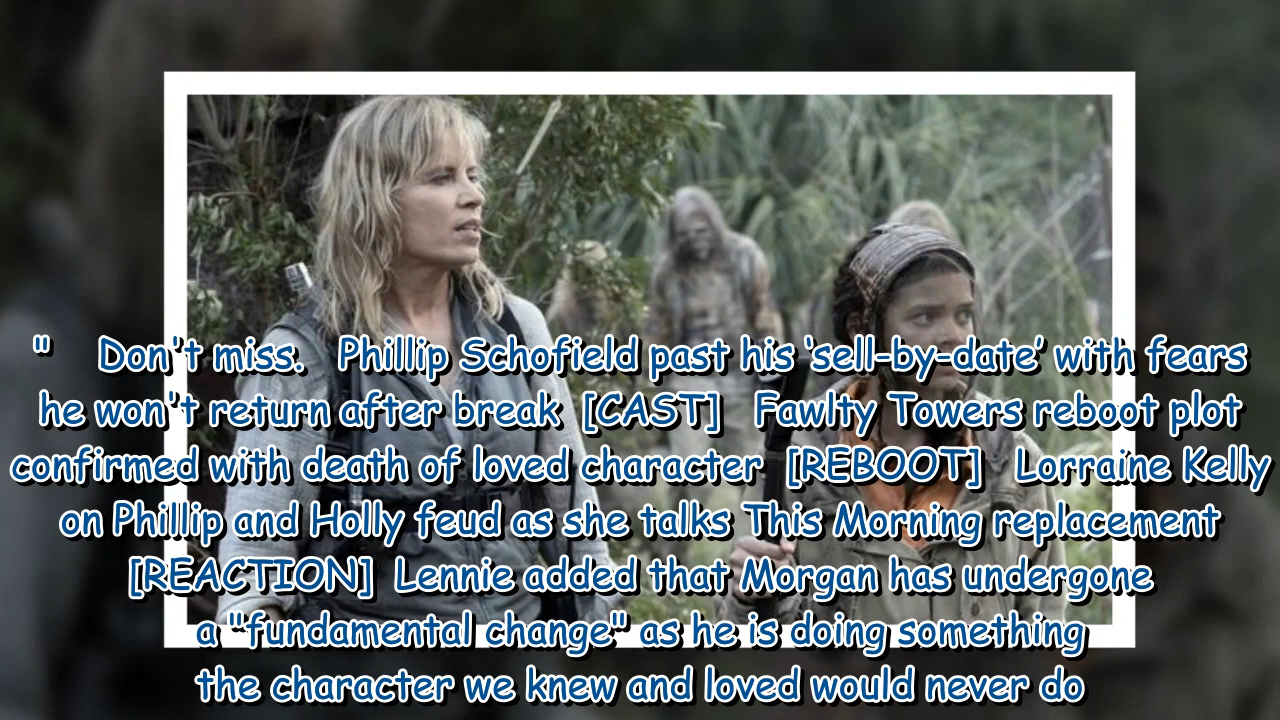 " Don't miss. Phillip Schofield past his ‘sell-by-date’ with fears
he won't return after break [CAST] Fawlty Towers reboot plot
confirmed with death of loved character [REBOOT] Lorraine Kelly
on Phillip and Holly feud as she talks This Morning replacement
[REACTION] Lennie added that Morgan has undergone
a "fundamental change" as he is doing something
the character we knew and loved would never do